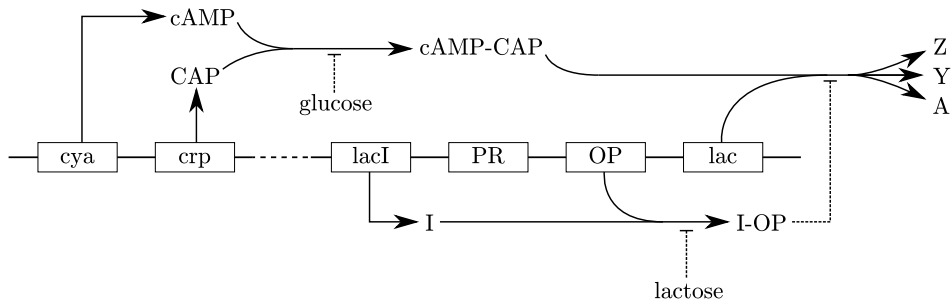 cAMP
cAMP-CAP
Z
CAP
Y
glucose
A
cya
crp
lacI
PR
OP
lac
I
I-OP
lactose